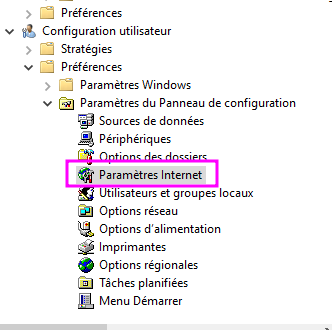 Préférences
Configuration utilisateur
Stratégies
Préférences
Paramètres Windows
Paramètres du Panneau de configuration
Sources de données
Périphériques
Options des dossiers
Paramètres Internet
Utilisateurs et groupes locaux
Options réseau
Options d'alimentation
Imprimantes
Options régionales
Tâches planifiées
Menu Démarrer